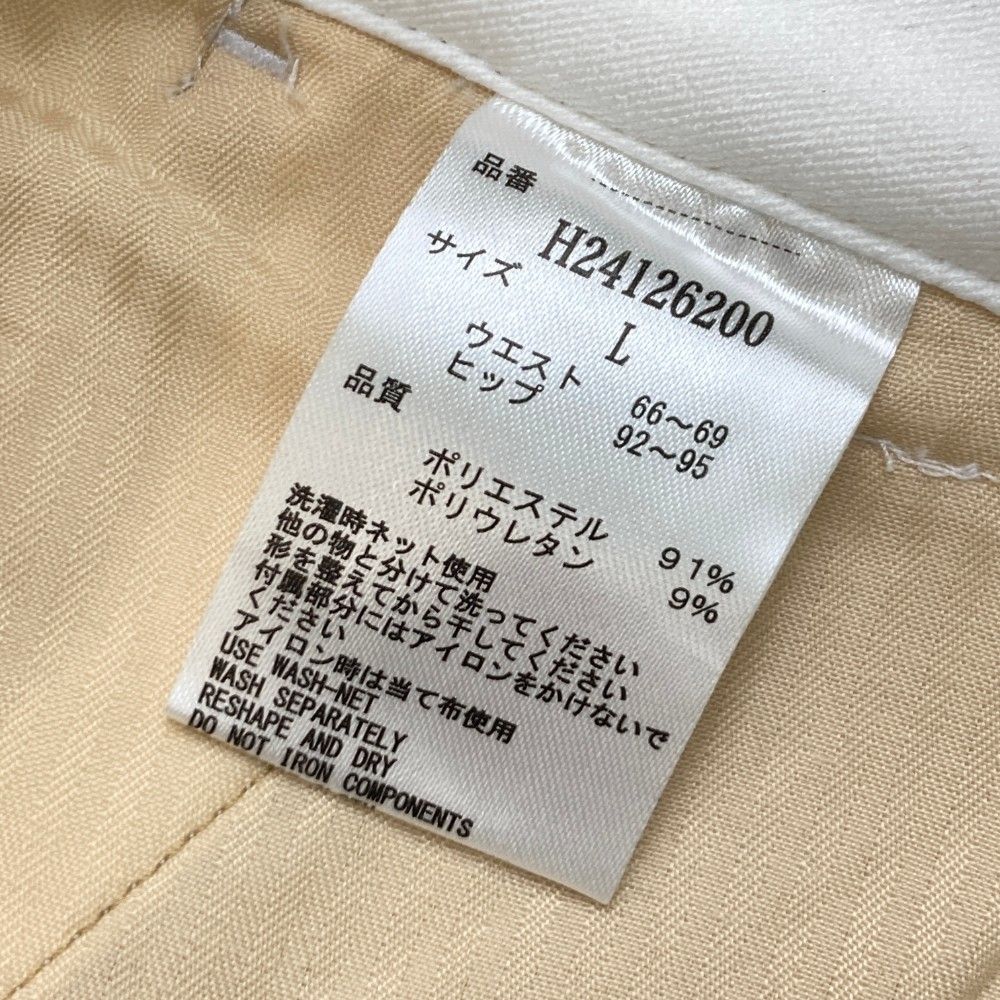 品番
H24126200
サイズ L
ウエスト 66～69
ヒップ 92～95
品質
ポリエステル 91%
ポリウレタン 9%
洗濯時ネット使用
他の物と分けて洗ってください
形を整えてから干してください
付属部分にはアイロンをかけないで
ください
アイロン時は当て布使用
USE WASH-NET
WASH SEPARATELY
RESHAPE AND DRY
DO NOT IRON COMPONENTS